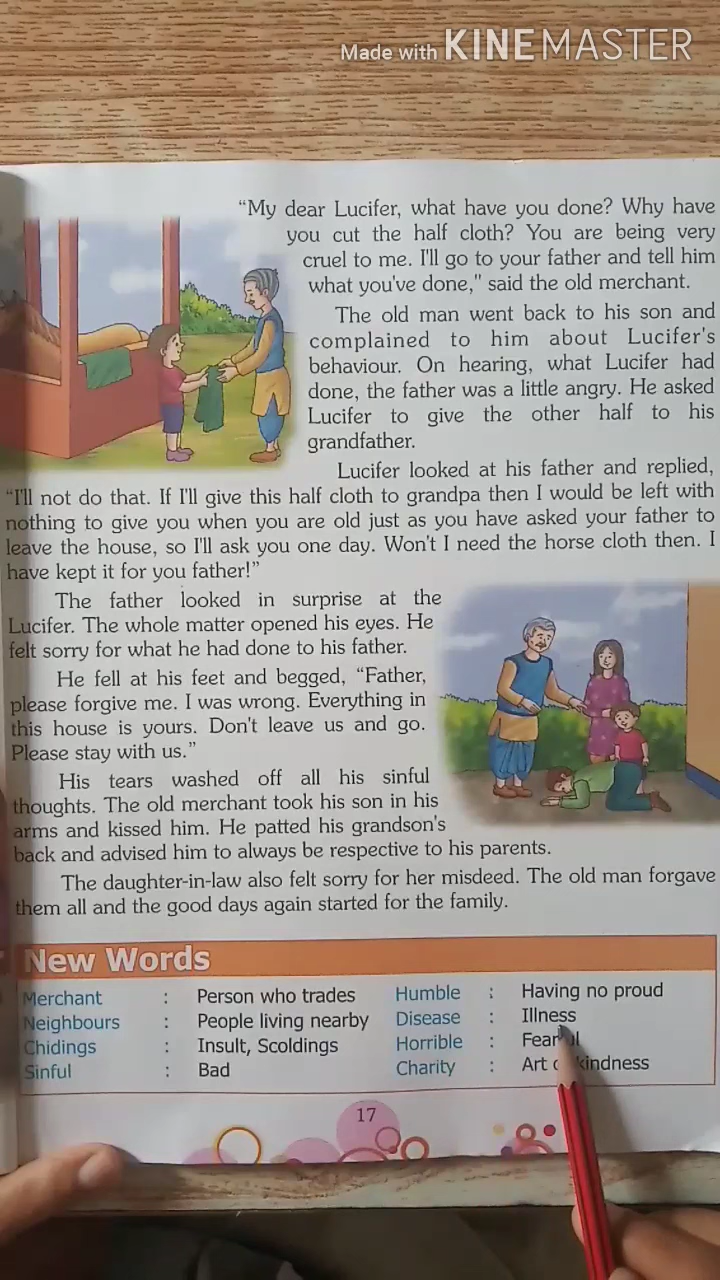 Made with KINEMASTER
"My dear Lucifer, what have you done? Why have
you cut the half cloth? You are being very
cruel to me. I'll go to your father and tell him
what you've done," said the old merchant.
The old man went back to his son and
complained to him about Lucifer's
behaviour. On hearing, what Lucifer had
done, the father was a little angry. He asked
Lucifer to give the other half to his
grandfather.
Lucifer looked at his father and replied,
"I'll not do that. If I'll give this half cloth to grandpa then I would be left with
nothing to give you when you are old just as you have asked your father to
leave the house, so I'll ask you one day. Won't I need the horse cloth then. I
have kept it for you father!"
The father looked in surprise at the
Lucifer. The whole matter opened his eyes. He
felt sorry for what he had done to his father.
He fell at his feet and begged, "Father,
please forgive me. I was wrong. Everything in
this house is yours. Don't leave us and go.
Please stay with us."
His tears washed off all his sinful
thoughts. The old merchant took his son in his
arms and kissed him. He patted his grandson's
back and advised him to always be respective to his parents.
The daughter-in-law also felt sorry for her misdeed. The old man forgave
them all and the good days again started for the family.
New Words
Merchant : Person who trades Humble : Having no proud
Neighbours : People living nearby Disease : Illness
Chidings : Insult, Scoldings Horrible :
Sinful : Bad Charity : Art kindness
17